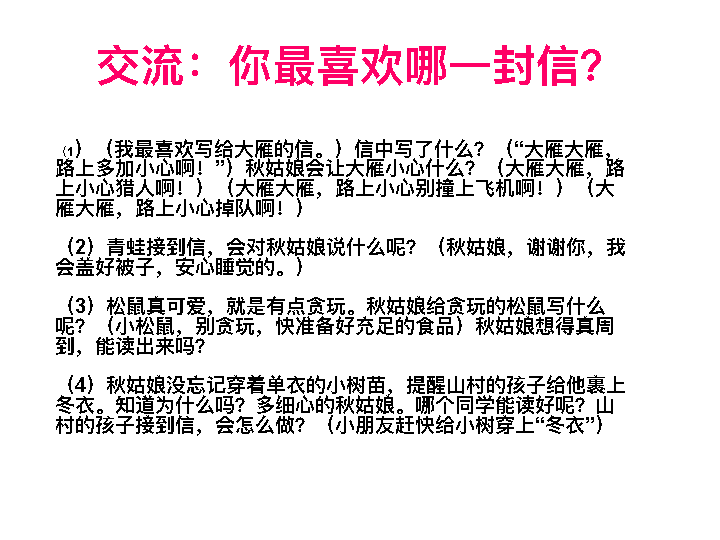 交流：你最喜欢哪一封信？
（1）（我最喜欢写给大雁的信。）信中写了什么？（“大雁大雁，
路上多加小心啊！”）秋姑娘会让大雁小心什么？（大雁大雁，路
上小心猎人啊！）（大雁大雁，路上小心别撞上飞机啊！）（大
雁大雁，路上小心掉队啊！）
（2）青蛙接到信，会对秋姑娘说什么呢？（秋姑娘，谢谢你，我
会盖好被子，安心睡觉的。）
（3）松鼠真可爱，就是有点贪玩。秋姑娘给贪玩的松鼠写什么
呢？（小松鼠，别贪玩，快准备好充足的食品）秋姑娘想得真周
到，能读出来吗？
（4）秋姑娘没忘记穿着单衣的小树苗，提醒山村的孩子给他裹上
冬衣。知道为什么吗？多细心的秋姑娘。哪个同学能读好呢？山
村的孩子接到信，会怎么做？（小朋友赶快给小树穿上“冬衣”）